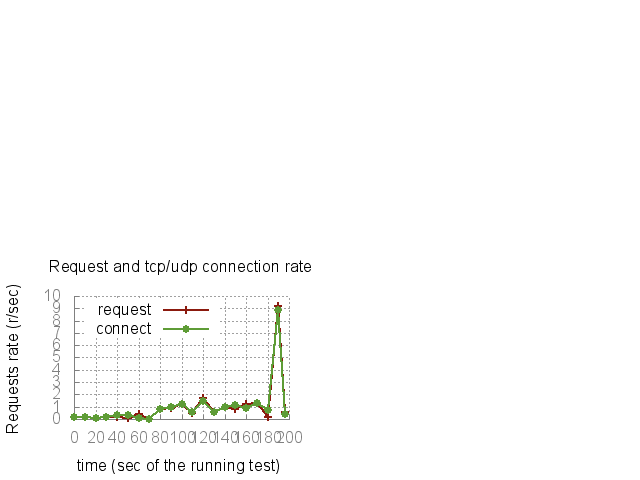 Request and tcp/udp connection rate
Requests rate (r/sec)
10
9
8
7
6
5
4
3
2
1
0
request
connect
0 20 40 60 80 100 120 140 160 180 200
time (sec of the running test)